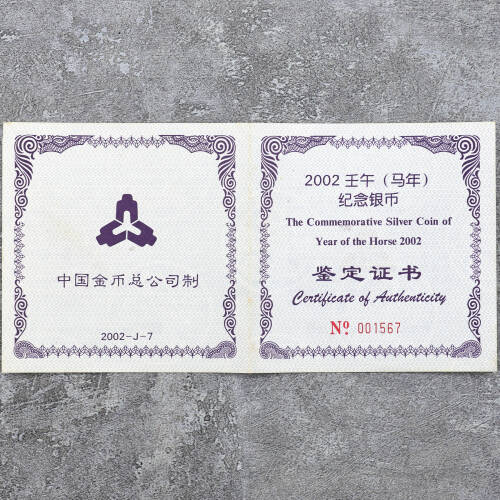 中国金币总公司制
2002-J-7
2002 壬午（马年）
纪念银币
The Commemorative Silver Coin of
Year of the Horse 2002
鉴定证书
Certificate of Authenticity
Nº 001567